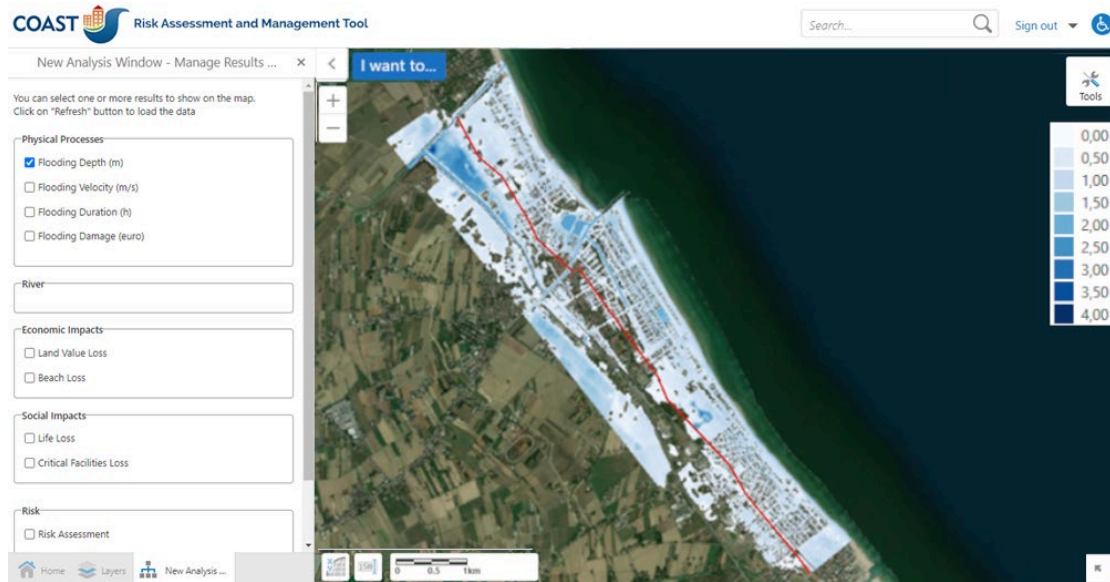 COAST Risk Assessment and Management Tool
Search...
Sign out
New Analysis Window - Manage Results ...
I want to...
Tools
You can select one or more results to show on the map.
Click on "Refresh" button to load the data
Physical Processes
Flooding Depth (m)
Flooding Velocity (m/s)
Flooding Duration (h)
Flooding Damage (euro)
River
Economic Impacts
Land Value Loss
Beach Loss
Social Impacts
Life Loss
Critical Facilities Loss
Risk
Risk Assessment
0,00
0,50
1,00
1,50
2,00
2,50
3,00
3,50
4,00
Home
Layers
New Analysis ...
0 0.5 1km